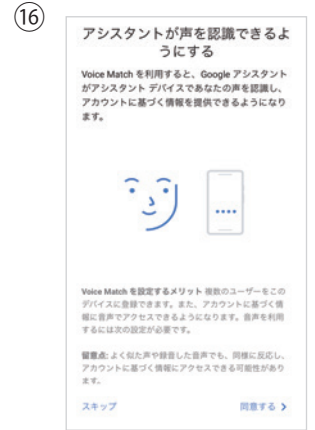 ⑯
アシスタントが声を認識できるよ
うにする
Voice Match を利用すると、Google アシスタント
がアシスタント デバイスであなたの声を認識し、
アカウントに基づく情報を提供できるようになり
ます。
Voice Match を設定するメリット 複数のユーザーをこの
デバイスに登録できます。また、アカウントに基づく情
報に音声でアクセスできるようになります。音声を利用
するには次の設定が必要です。
留意点: よく似た声や録音した音声でも、同様に反応し、
アカウントに基づく情報にアクセスできる可能性があり
ます。
スキップ
同意する >